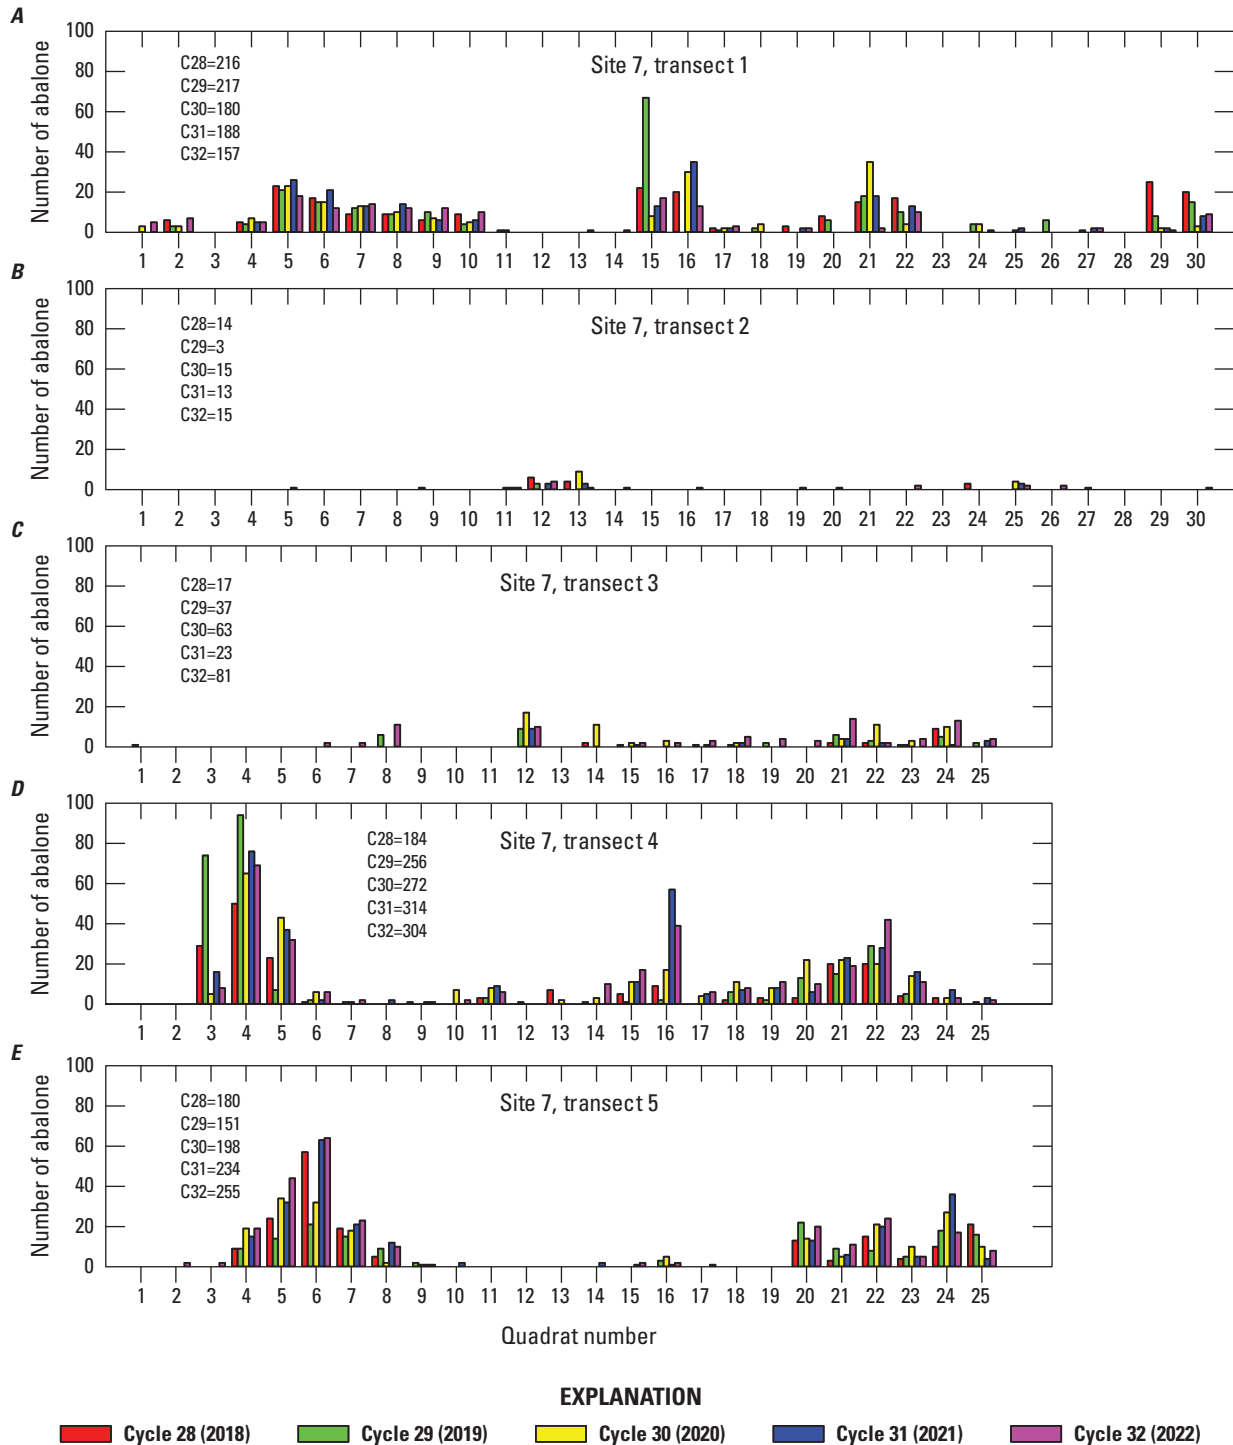 A
Number of abalone
100
80
60
40
20
0
C28=216
C29=217
C30=180
C31=188
C32=157
Site 7, transect 1
1 2 3 4 5 6 7 8 9 10 11 12 13 14 15 16 17 18 19 20 21 22 23 24 25 26 27 28 29 30
B
Number of abalone
100
80
60
40
20
0
C28=14
C29=3
C30=15
C31=13
C32=15
Site 7, transect 2
1 2 3 4 5 6 7 8 9 10 11 12 13 14 15 16 17 18 19 20 21 22 23 24 25 26 27 28 29 30
C
Number of abalone
100
80
60
40
20
0
C28=17
C29=37
C30=63
C31=23
C32=81
Site 7, transect 3
1 2 3 4 5 6 7 8 9 10 11 12 13 14 15 16 17 18 19 20 21 22 23 24 25
D
Number of abalone
100
80
60
40
20
0
C28=184
C29=256
C30=272
C31=314
C32=304
Site 7, transect 4
1 2 3 4 5 6 7 8 9 10 11 12 13 14 15 16 17 18 19 20 21 22 23 24 25
E
Number of abalone
100
80
60
40
20
0
C28=180
C29=151
C30=198
C31=234
C32=255
Site 7, transect 5
1 2 3 4 5 6 7 8 9 10 11 12 13 14 15 16 17 18 19 20 21 22 23 24 25
Quadrat number
EXPLANATION
Cycle 28 (2018) Cycle 29 (2019) Cycle 30 (2020) Cycle 31 (2021) Cycle 32 (2022)